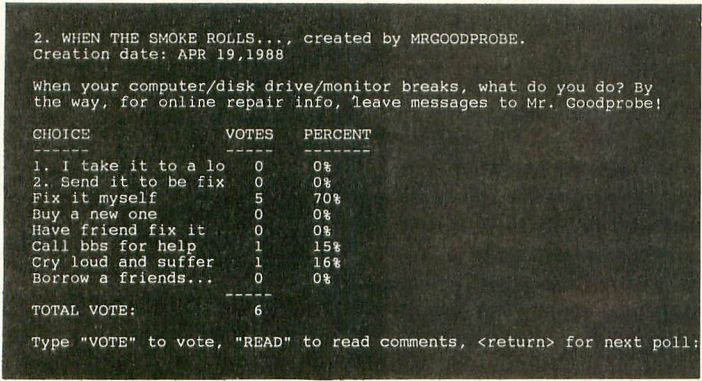 2. WHEN THE SMOKE ROLLS..., created by MRGOODPROBE.
Creation date: APR 19,1988
When your computer/disk drive/monitor breaks, what do you do? By
the way, for online repair info, leave messages to Mr. Goodprobe!
CHOICE VOTES PERCENT
------ ----- -------
1. I take it to a lo 0 0%
2. Send it to be fix 0 0%
Fix it myself 5 70%
Buy a new one 0 0%
Have friend fix it 0 0%
Call bbs for help 1 15%
Cry loud and suffer 1 16%
Borrow a friends... 0 0%
-----
TOTAL VOTE: 6
Type "VOTE" to vote, "READ" to read comments, <return> for next poll: